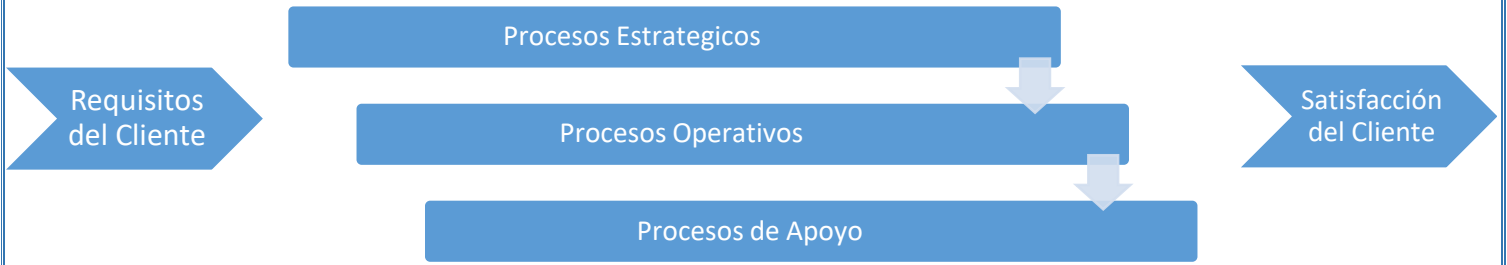 Requisitos
del Cliente
Procesos Estrategicos
Procesos Operativos
Procesos de Apoyo
Satisfacción
del Cliente